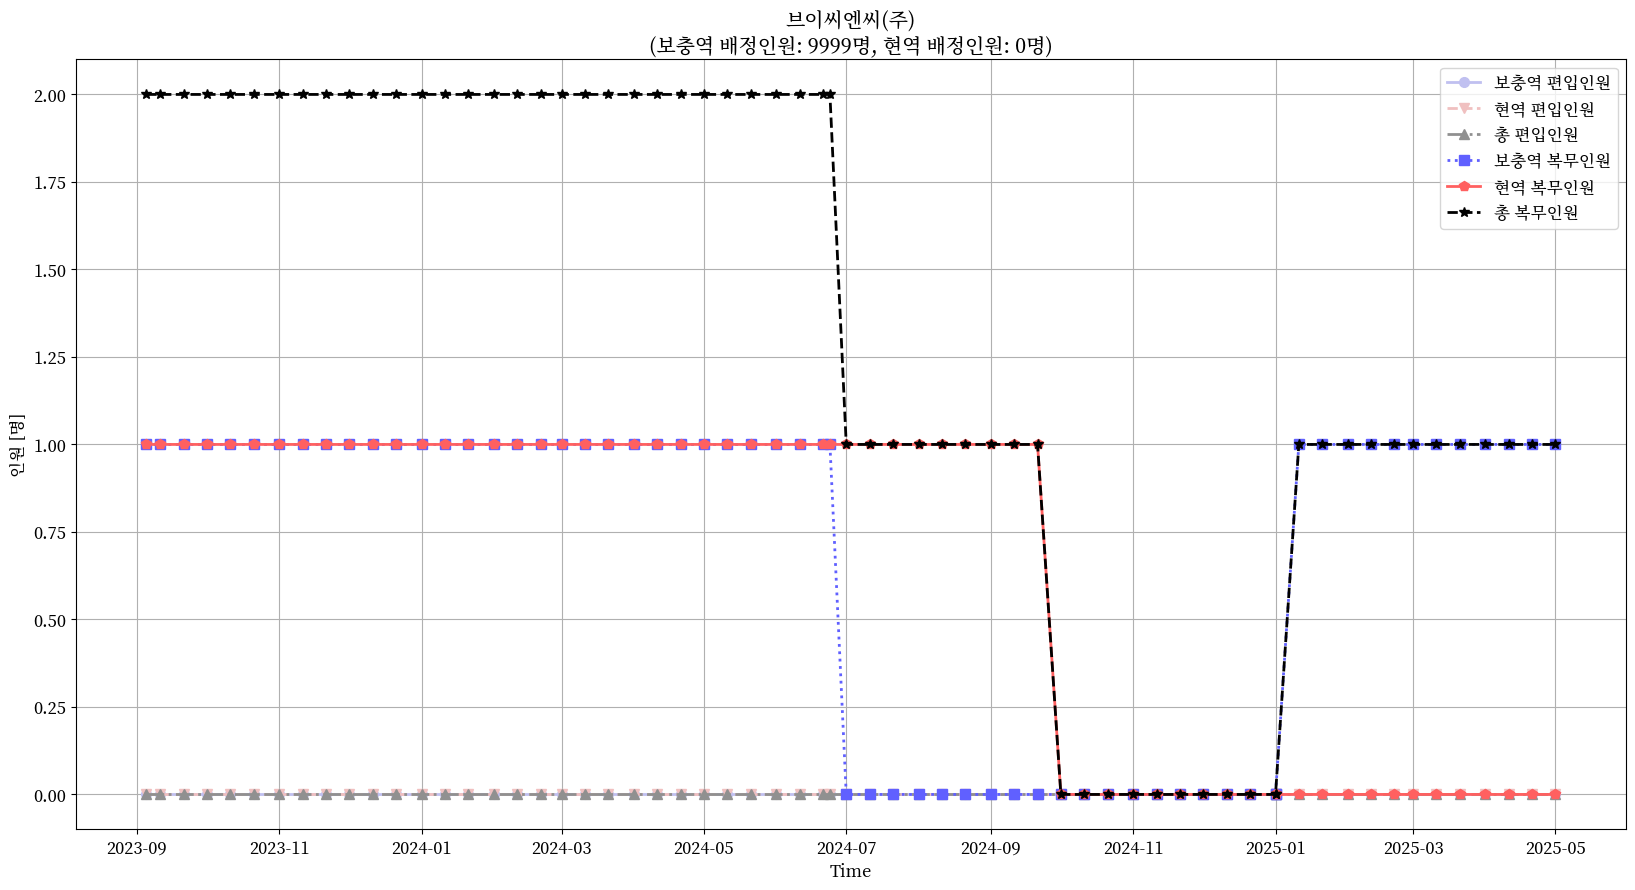 브이씨엔씨(주)
(보충역 배정인원: 9999명, 현역 배정인원: 0명)
보충역 편입인원
현역 편입인원
총 편입인원
보충역 복무인원
현역 복무인원
총 복무인원
인원 [명]
2.00
1.75
1.50
1.25
1.00
0.75
0.50
0.25
0.00
2023-09 2023-11 2024-01 2024-03 2024-05 2024-07 2024-09 2024-11 2025-01 2025-03 2025-05
Time